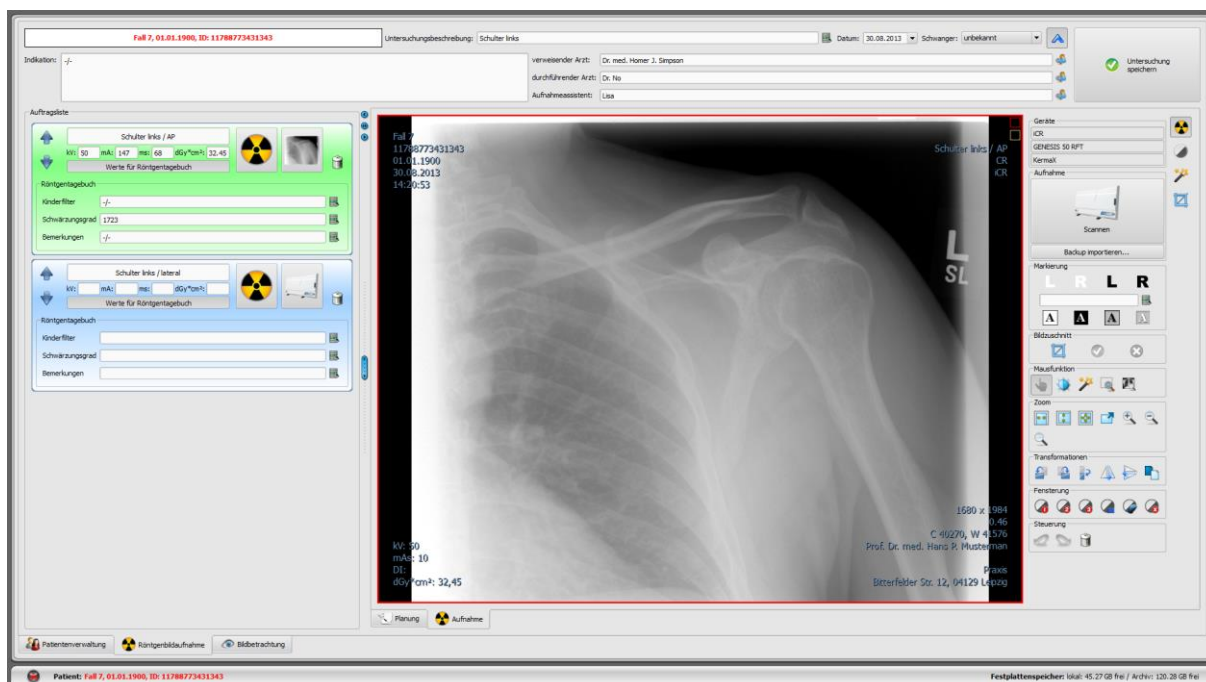 Fall 7, 01.01.1900, ID: 11788773431343
Untersuchungsbeschreibung: Schulter links
Datum: 30.08.2013
Schwanger: unbekannt
Untersuchung speichern
Indikation: -/-
verweisender Arzt: Dr. med. Homer J. Simpson
durchführender Arzt: Dr. No
Aufnahmeassistent: Lisa
Auftragsliste
Schulter links / AP
kV: 50 mA: 147 ms: 68 dGy*cm²: 32.45
Werte für Röntgentagebuch
Röntgentagebuch
Kinderfilter -/-
Schwärzungsgrad 1723
Bemerkungen -/-
Schulter links / lateral
kV: mA: ms: dGy*cm²:
Werte für Röntgentagebuch
Röntgentagebuch
Kinderfilter
Schwärzungsgrad
Bemerkungen
Fall 7
11788773431343
01.01.1900
30.08.2013
14:20:53
Schulter links / AP
CR
iCR
L
SL
1680 x 1984
0.46
C 40270, W 41576
Prof. Dr. med. Hans P. Musterman
Praxis
Bitterfelder Str. 12, 04129 Leipzig
kV: 50
mAs: 10
DI:
dGy*cm²: 32,45
Geräte
iCR
GENESIS 50 RFT
KermaX
Aufnahme
Scannen
Backup importieren...
Markierung
L R L R
A A A A
Bildzuschnitt
Mausfunktion
Zoom
Transformationen
Fensterung
Steuerung
Planung
Aufnahme
Patientenverwaltung
Röntgenbildaufnahme
Bildbetrachtung
Patient: Fall 7, 01.01.1900, ID: 11788773431343
Festplattenspeicher: lokal: 45.27 GB frei / Archiv: 120.28 GB frei